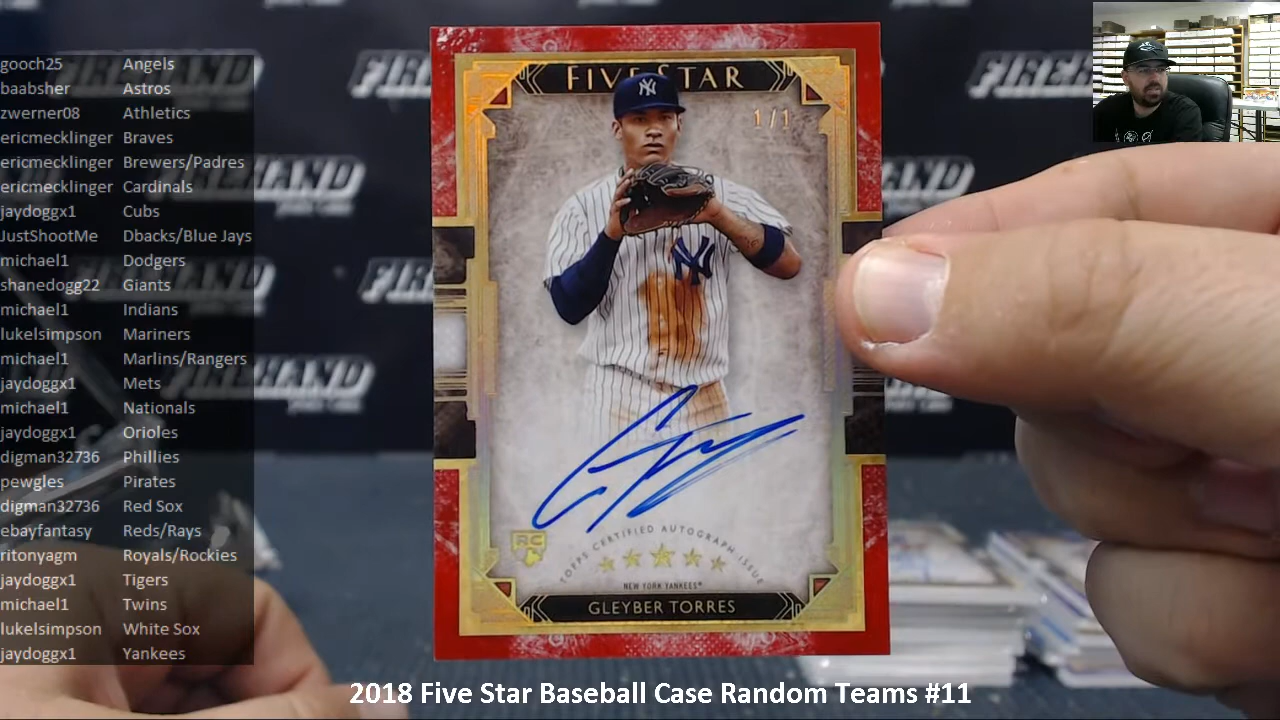 gooch25 Angels
baabsher Astros
zwerner08 Athletics
ericmecklinger Braves
ericmecklinger Brewers/Padres
ericmecklinger Cardinals
jaydoggx1 Cubs
JustShootMe Dbacks/Blue Jays
michael1 Dodgers
shanedogg22 Giants
michael1 Indians
lukelsimpson Mariners
michael1 Marlins/Rangers
jaydoggx1 Mets
michael1 Nationals
jaydoggx1 Orioles
digman32736 Phillies
pewgles Pirates
digman32736 Red Sox
ebayfantasy Reds/Rays
ritonyagm Royals/Rockies
jaydoggx1 Tigers
michael1 Twins
lukelsimpson White Sox
jaydoggx1 Yankees
FIREHAND
FIVE STAR
1/1
NY
NY
RC
TOPPS CERTIFIED AUTOGRAPH ISSUE
NEW YORK YANKEES
GLEYBER TORRES
2018 Five Star Baseball Case Random Teams #11